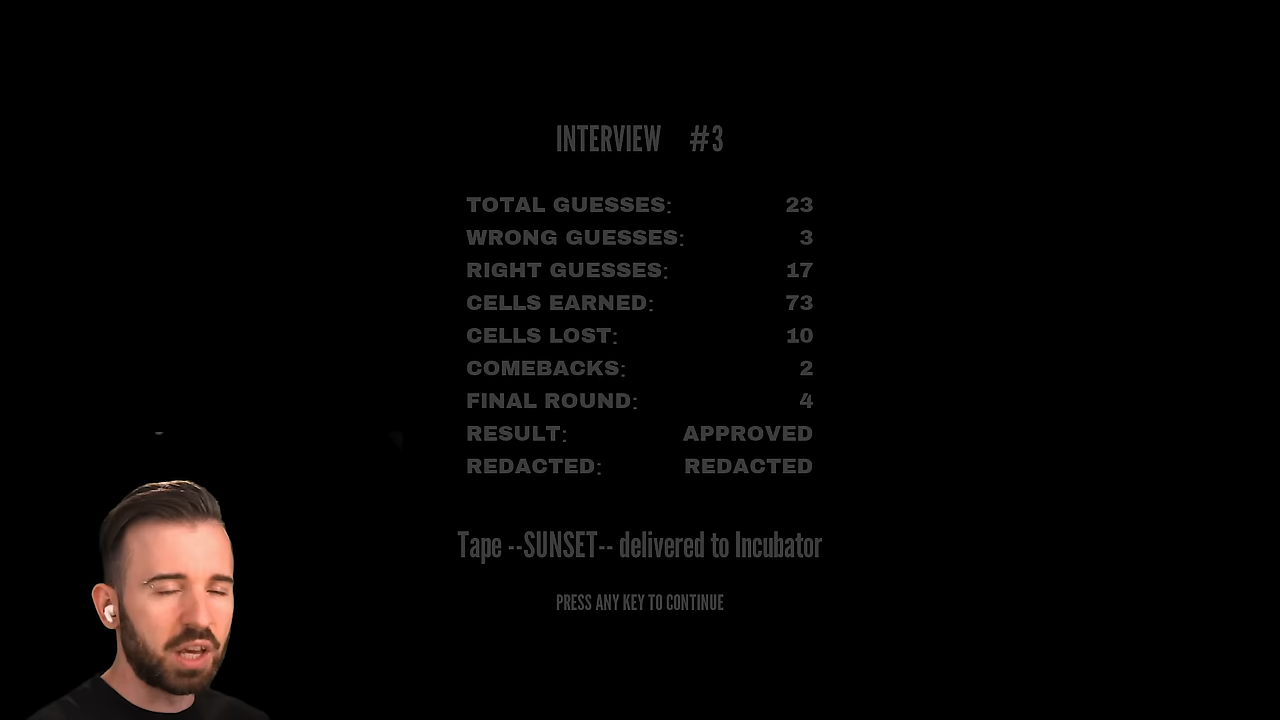 INTERVIEW #3
TOTAL GUESSES: 23
WRONG GUESSES: 3
RIGHT GUESSES: 17
CELLS EARNED: 73
CELLS LOST: 10
COMEBACKS: 2
FINAL ROUND: 4
RESULT: APPROVED
REDACTED: REDACTED
Tape --SUNSET-- delivered to Incubator
PRESS ANY KEY TO CONTINUE